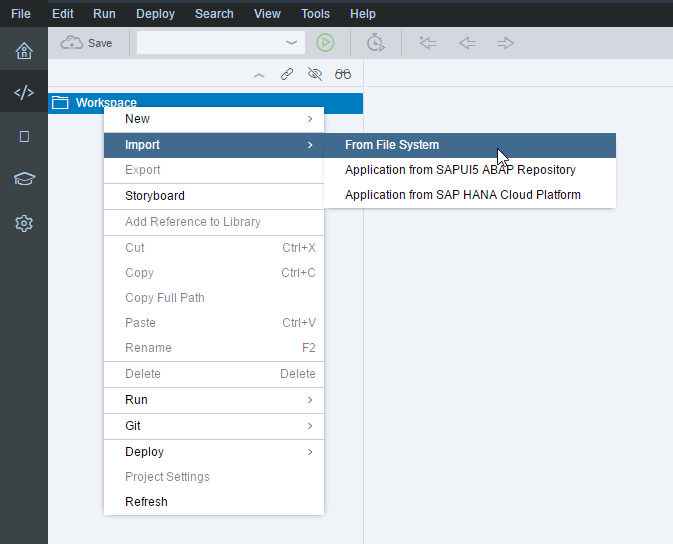 File Edit Run Deploy Search View Tools Help
Save
Workspace
New
Import
From File System
Export
Application from SAPUI5 ABAP Repository
Storyboard
Application from SAP HANA Cloud Platform
Add Reference to Library
Cut Ctrl+X
Copy Ctrl+C
Copy Full Path
Paste Ctrl+V
Rename F2
Delete Delete
Run
Git
Deploy
Project Settings
Refresh